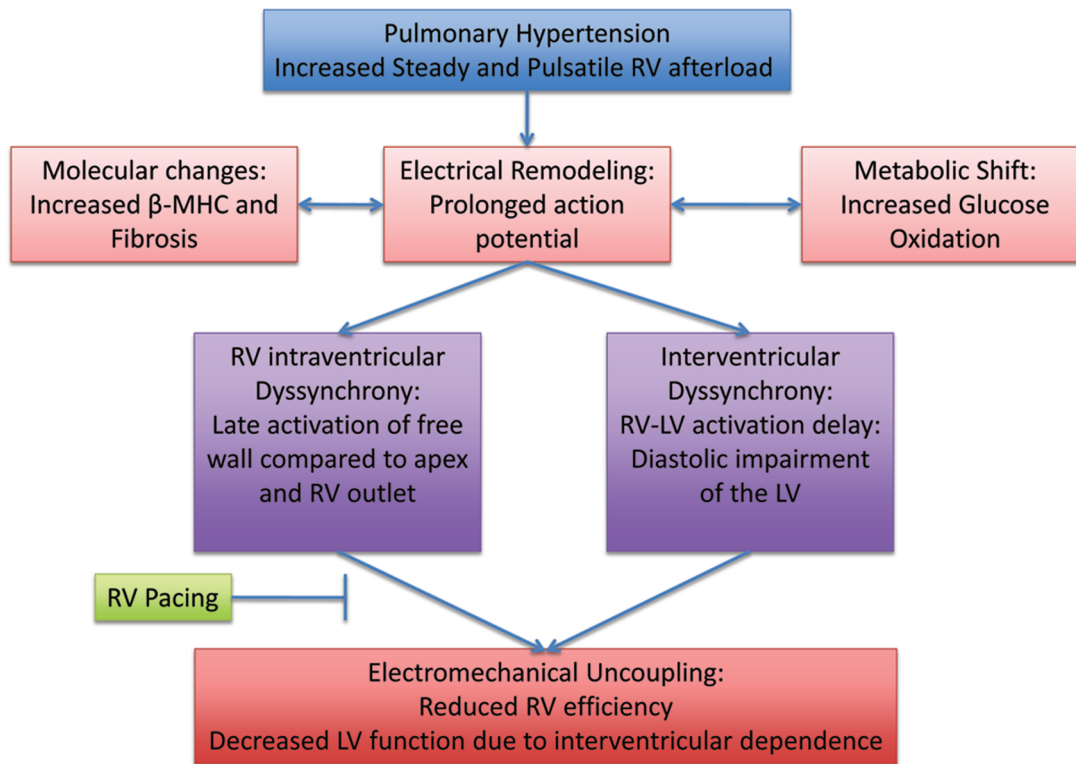 Pulmonary Hypertension
Increased Steady and Pulsatile RV afterload
Molecular changes:
Increased β-MHC and
Fibrosis
Electrical Remodeling:
Prolonged action
potential
Metabolic Shift:
Increased Glucose
Oxidation
RV intraventricular
Dyssynchrony:
Late activation of free
wall compared to apex
and RV outlet
Interventricular
Dyssynchrony:
RV-LV activation delay:
Diastolic impairment
of the LV
RV Pacing
Electromechanical Uncoupling:
Reduced RV efficiency
Decreased LV function due to interventricular dependence